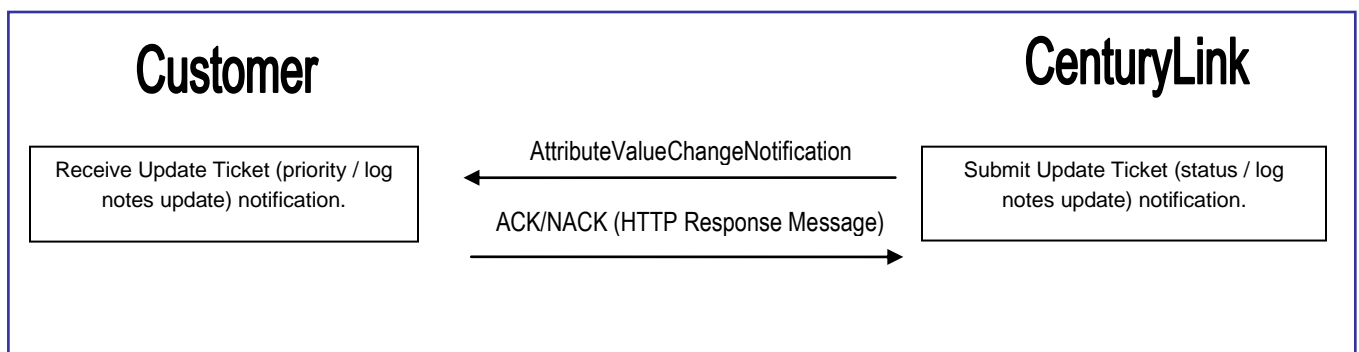 Customer
CenturyLink
AttributeValueChangeNotification
Receive Update Ticket (priority / log
notes update) notification.
Submit Update Ticket (status / log
notes update) notification.
ACK/NACK (HTTP Response Message)